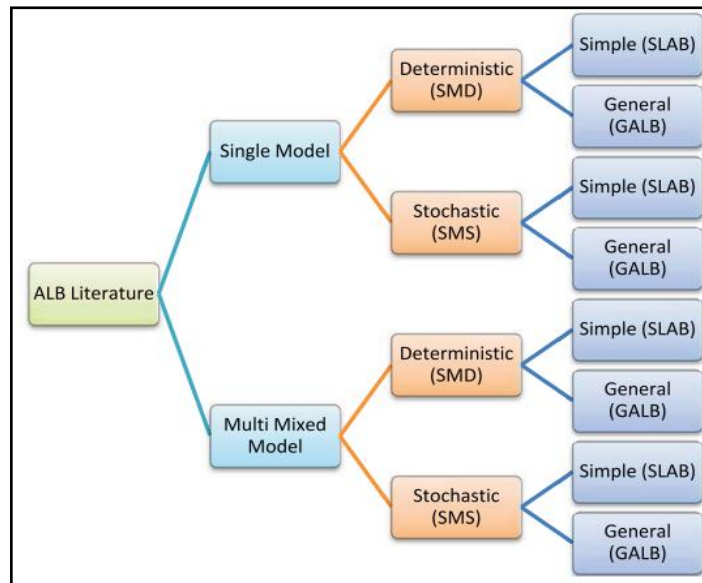 ALB Literature
Single Model
Deterministic
(SMD)
Simple (SLAB)
General
(GALB)
Stochastic
(SMS)
Simple (SLAB)
General
(GALB)
Multi Mixed
Model
Deterministic
(SMD)
Simple (SLAB)
General
(GALB)
Stochastic
(SMS)
Simple (SLAB)
General
(GALB)